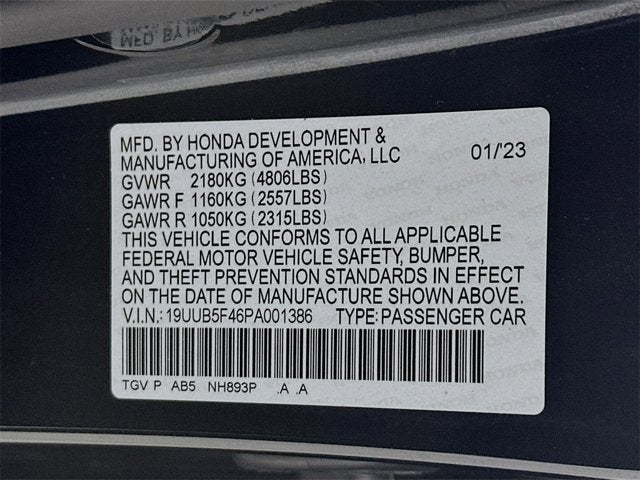 MFD. BY HONDA DEVELOPMENT &
MANUFACTURING OF AMERICA, LLC 01/'23
GVWR 2180KG (4806LBS)
GAWR F 1160KG (2557LBS)
GAWR R 1050KG (2315LBS)
THIS VEHICLE CONFORMS TO ALL APPLICABLE
FEDERAL MOTOR VEHICLE SAFETY, BUMPER,
AND THEFT PREVENTION STANDARDS IN EFFECT
ON THE DATE OF MANUFACTURE SHOWN ABOVE.
V.I.N.: 19UUB5F46PA001386 TYPE: PASSENGER CAR
TGV P AB5 NH893P .A .A